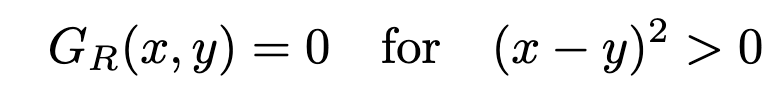 G_R(x, y) = 0 for (x − y)² > 0